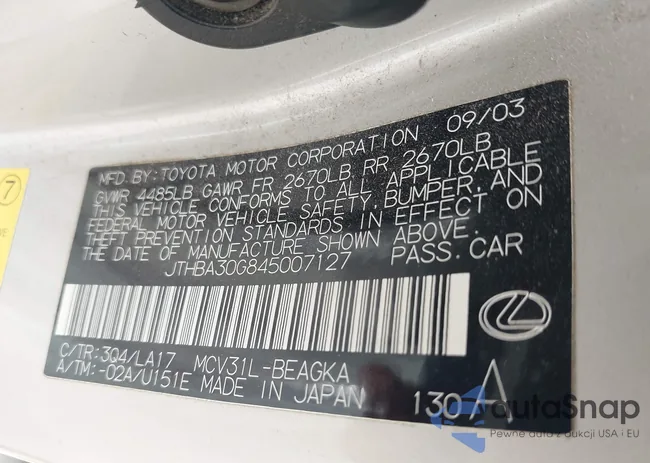 7
MFD. BY: TOYOTA MOTOR CORPORATION 09/03
GVWR 4485LB GAWR FR 2670LB RR 2670LB
THIS VEHICLE CONFORMS TO ALL APPLICABLE
FEDERAL MOTOR VEHICLE SAFETY, BUMPER, AND
THEFT PREVENTION STANDARDS IN EFFECT ON
THE DATE OF MANUFACTURE SHOWN ABOVE.
JTHBA30G845007127 PASS. CAR
C/TR:3Q4/LA17 MCV31L-BEAGKA
A/TM:-02A/U151E MADE IN JAPAN 1307A
autaSnap
Pewne auta z aukcji USA i EU